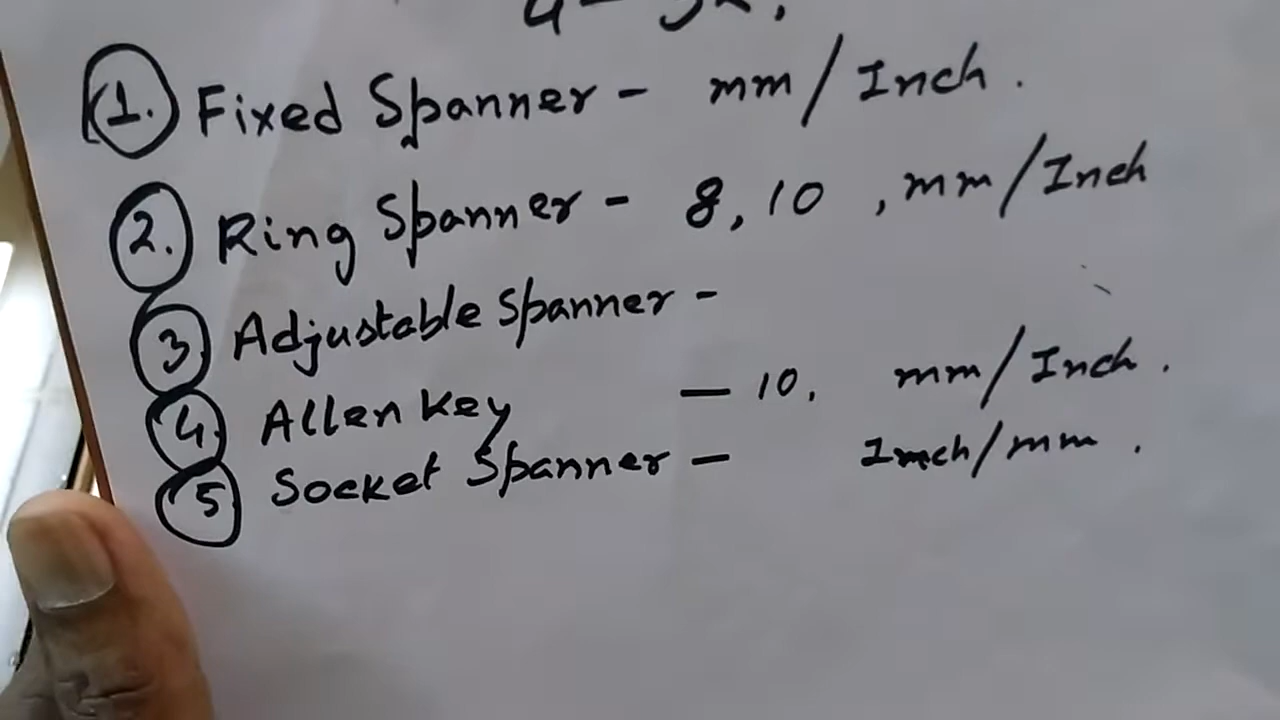 1. Fixed Spanner - mm/Inch.
2. Ring Spanner - 8, 10 , mm/Inch
3. Adjustable Spanner -
4. Allen Key - 10, mm/Inch.
5 Socket Spanner - Inch/mm.